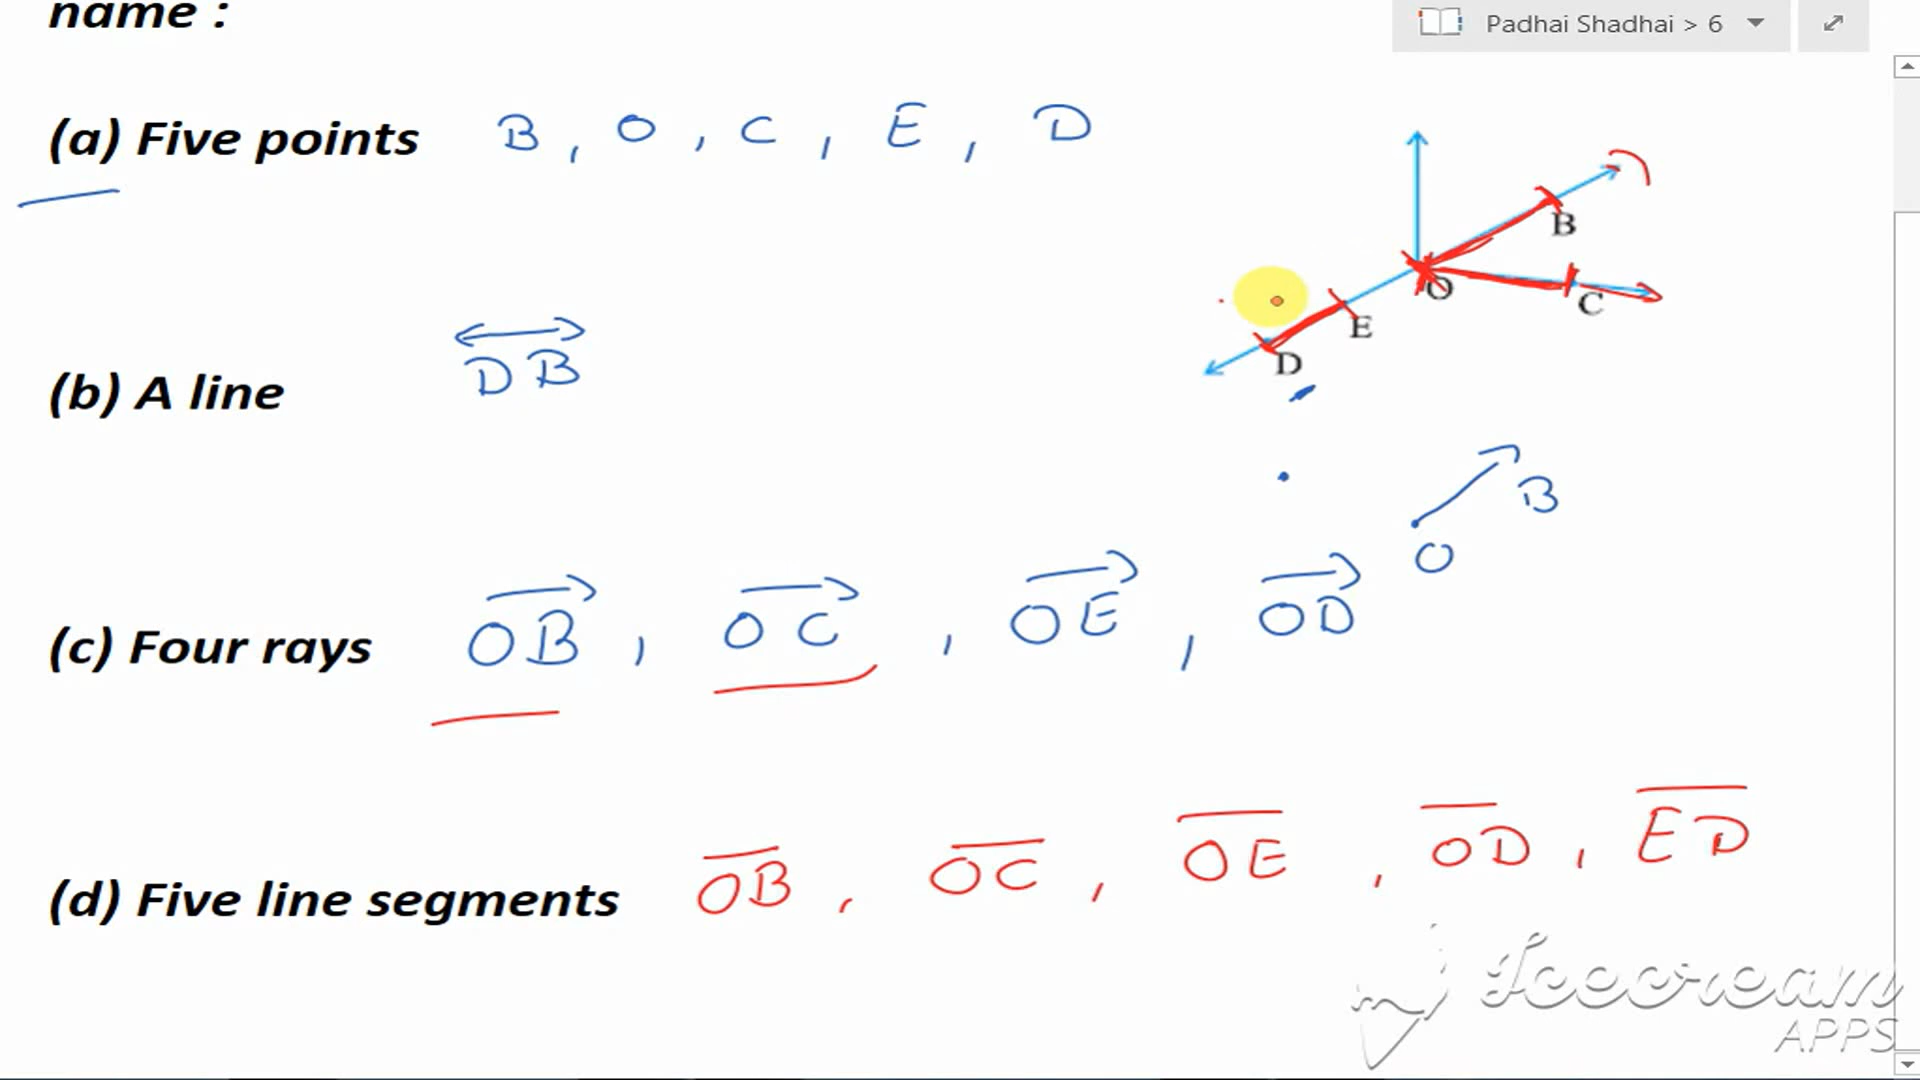 name :
Padhai Shadhai > 6
(a) Five points B , O , C , E , D
B
O
C
E
D
(b) A line DB
B
O
(c) Four rays OB , OC , OE , OD
(d) Five line segments OB , OC , OE , OD , ED
Icecream
APPS